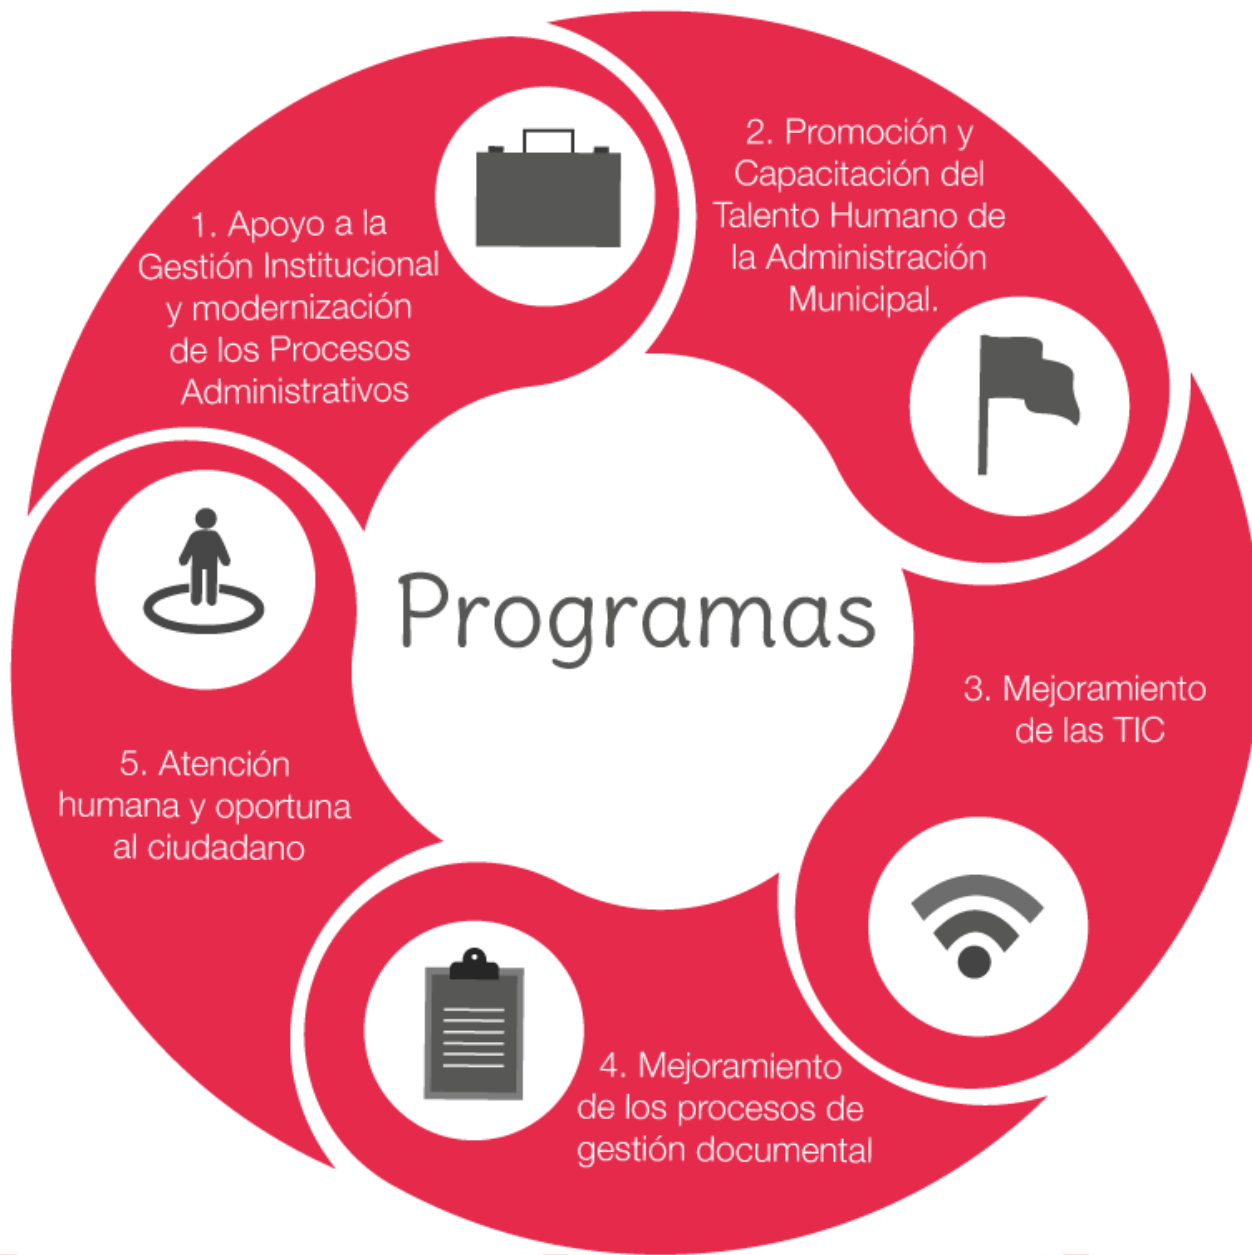 1. Apoyo a la
Gestión Institucional
y modernización
de los Procesos
Administrativos
2. Promoción y
Capacitación del
Talento Humano de
la Administración
Municipal.
Programas
3. Mejoramiento
de las TIC
4. Mejoramiento
de los procesos de
gestión documental
5. Atención
humana y oportuna
al ciudadano